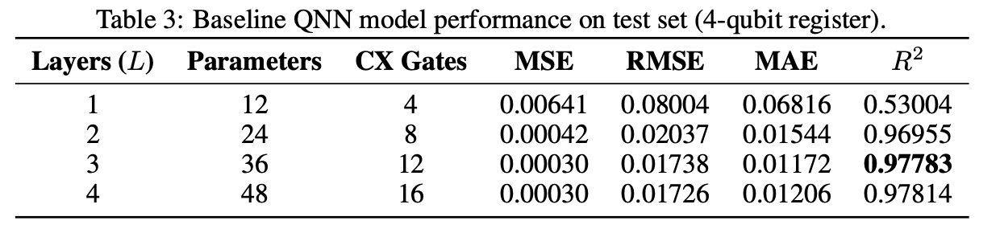 Table 3: Baseline QNN model performance on test set (4-qubit register).
Layers (L) Parameters CX Gates MSE RMSE MAE R²
1 12 4 0.00641 0.08004 0.06816 0.53004
2 24 8 0.00042 0.02037 0.01544 0.96955
3 36 12 0.00030 0.01738 0.01172 0.97783
4 48 16 0.00030 0.01726 0.01206 0.97814